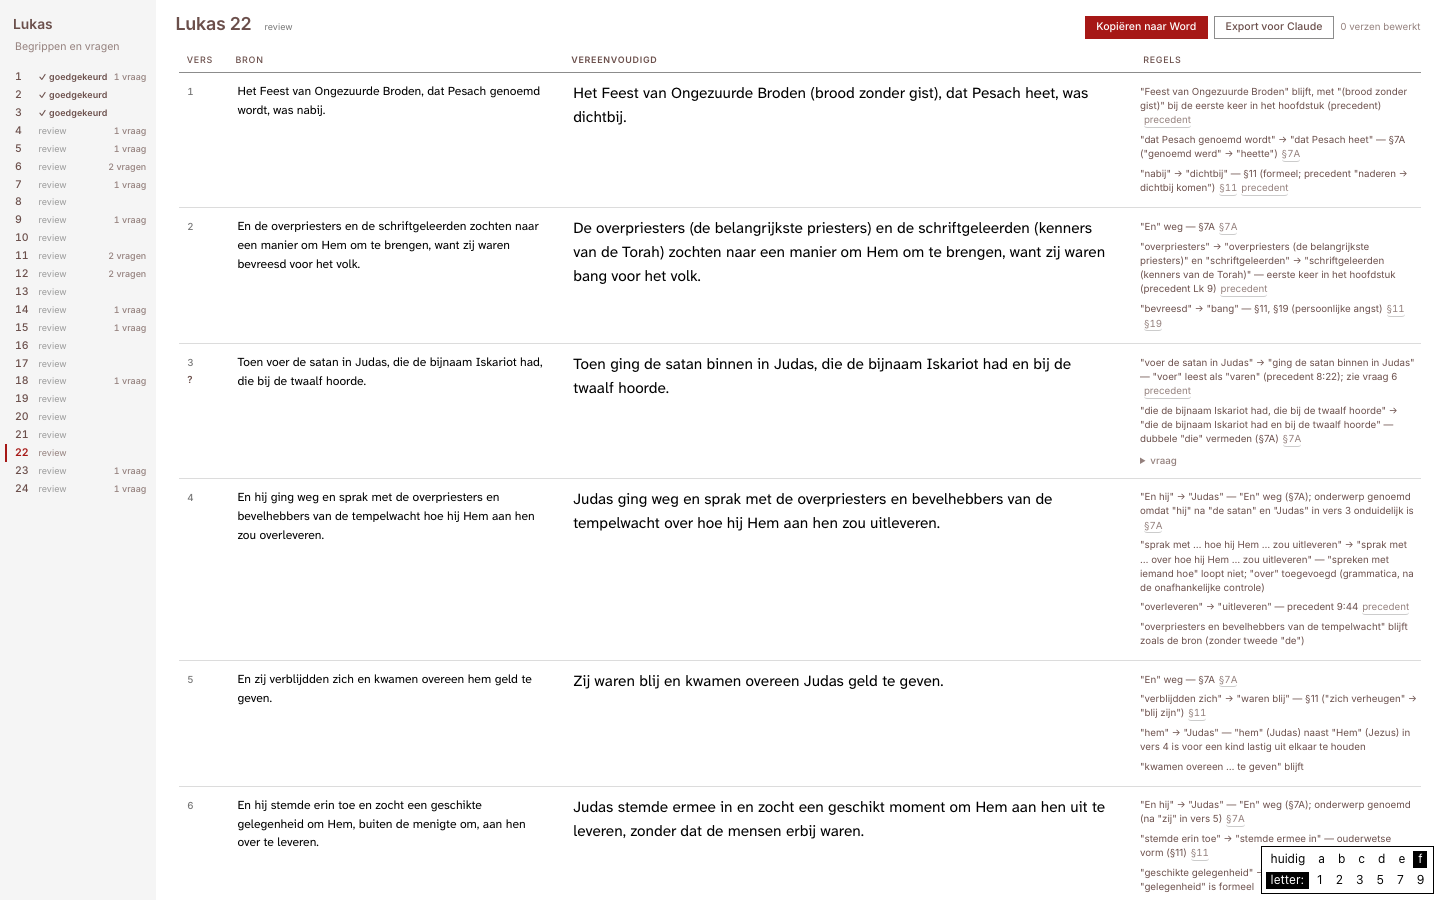 Lukas
Begrippen en vragen
1 ✓ goedgekeurd 1 vraag
2 ✓ goedgekeurd
3 ✓ goedgekeurd
4 review 1 vraag
5 review 1 vraag
6 review 2 vragen
7 review 1 vraag
8 review
9 review 1 vraag
10 review
11 review 2 vragen
12 review 2 vragen
13 review
14 review 1 vraag
15 review 1 vraag
16 review
17 review
18 review 1 vraag
19 review
20 review
21 review
22 review
23 review 1 vraag
24 review 1 vraag
Lukas 22 review
Kopiëren naar Word Export voor Claude 0 verzen bewerkt
VERS BRON VEREENVOUDIGD REGELS
1
Het Feest van Ongezuurde Broden, dat Pesach genoemd
wordt, was nabij.
Het Feest van Ongezuurde Broden (brood zonder gist), dat Pesach heet, was
dichtbij.
"Feest van Ongezuurde Broden" blijft, met "(brood zonder
gist)" bij de eerste keer in het hoofdstuk (precedent)
precedent
"dat Pesach genoemd wordt" → "dat Pesach heet" — §7A
("genoemd werd" → "heette") §7A
"nabij" → "dichtbij" — §11 (formeel; precedent "naderen →
dichtbij komen") §11 precedent
2
En de overpriesters en de schriftgeleerden zochten naar
een manier om Hem om te brengen, want zij waren
bevreesd voor het volk.
De overpriesters (de belangrijkste priesters) en de schriftgeleerden (kenners
van de Torah) zochten naar een manier om Hem om te brengen, want zij waren
bang voor het volk.
"En" weg — §7A §7A
"overpriesters" → "overpriesters (de belangrijkste
priesters)" en "schriftgeleerden" → "schriftgeleerden
(kenners van de Torah)" — eerste keer in het hoofdstuk
(precedent Lk 9) precedent
"bevreesd" → "bang" — §11, §19 (persoonlijke angst) §11
§19
3
?
Toen voer de satan in Judas, die de bijnaam Iskariot had,
die bij de twaalf hoorde.
Toen ging de satan binnen in Judas, die de bijnaam Iskariot had en bij de
twaalf hoorde.
"voer de satan in Judas" → "ging de satan binnen in Judas"
— "voer" leest als "varen" (precedent 8:22); zie vraag 6
precedent
"die de bijnaam Iskariot had, die bij de twaalf hoorde" →
"die de bijnaam Iskariot had en bij de twaalf hoorde" —
dubbele "die" vermeden (§7A) §7A
▶ vraag
4
En hij ging weg en sprak met de overpriesters en
bevelhebbers van de tempelwacht hoe hij Hem aan hen
zou overleveren.
Judas ging weg en sprak met de overpriesters en bevelhebbers van de
tempelwacht over hoe hij Hem aan hen zou uitleveren.
"En hij" → "Judas" — "En" weg (§7A); onderwerp genoemd
omdat "hij" na "de satan" en "Judas" in vers 3 onduidelijk is
§7A
"sprak met ... hoe hij Hem ... zou uitleveren" → "sprak met
... over hoe hij Hem ... zou uitleveren" — "spreken met
iemand hoe" loopt niet; "over" toegevoegd (grammatica, na
de onafhankelijke controle)
"overleveren" → "uitleveren" — precedent 9:44 precedent
"overpriesters en bevelhebbers van de tempelwacht" blijft
zoals de bron (zonder tweede "de")
5
En zij verblijdden zich en kwamen overeen hem geld te
geven.
Zij waren blij en kwamen overeen Judas geld te geven.
"En" weg — §7A §7A
"verblijdden zich" → "waren blij" — §11 ("zich verheugen" →
"blij zijn") §11
"hem" → "Judas" — "hem" (Judas) naast "Hem" (Jezus) in
vers 4 is voor een kind lastig uit elkaar te houden
"kwamen overeen ... te geven" blijft
6
En hij stemde erin toe en zocht een geschikte
gelegenheid om Hem, buiten de menigte om, aan hen
over te leveren.
Judas stemde ermee in en zocht een geschikt moment om Hem aan hen uit te
leveren, zonder dat de mensen erbij waren.
"En hij" → "Judas" — "En" weg (§7A); onderwerp genoemd
(na "zij" in vers 5) §7A
"stemde erin toe" → "stemde ermee in" — ouderwetse
vorm (§11) §11
"geschikte gelegenheid"
"gelegenheid" is formeel
huidig a b c d e f
letter: 1 2 3 5 7 9